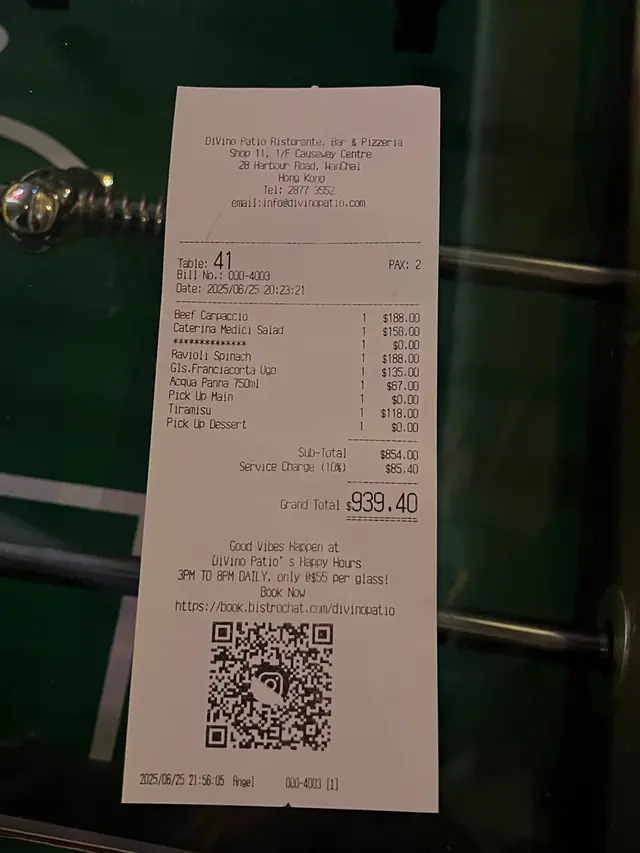 DiVino Patio Ristorante, Bar & Pizzeria
Shop 11, 1/F Causeway Centre
28 Harbour Road, WanChai
Hong Kong
Tel: 2877 3552
email:info@divinopatio.com
Table: 41 PAX: 2
Bill No.: 000-4003
Date: 2025/06/25 20:23:21
Beef Carpaccio 1 $188.00
Caterina Medici Salad 1 $158.00
************** 1 $0.00
Ravioli Spinach 1 $188.00
Gls.Franciacorta Ugo 1 $135.00
Acqua Panna 750ml 1 $67.00
Pick Up Main 1 $0.00
Tiramisu 1 $118.00
Pick Up Dessert 1 $0.00
Sub-Total $854.00
Service Charge (10%) $85.40
Grand Total $939.40
Good Vibes Happen at
DiVino Patio's Happy Hours
3PM TO 8PM DAILY, only @$55 per glass!
Book Now
https://book.bistrochat.com/divinopatio
2025/06/25 21:56:05 Angel 000-4003 [1]